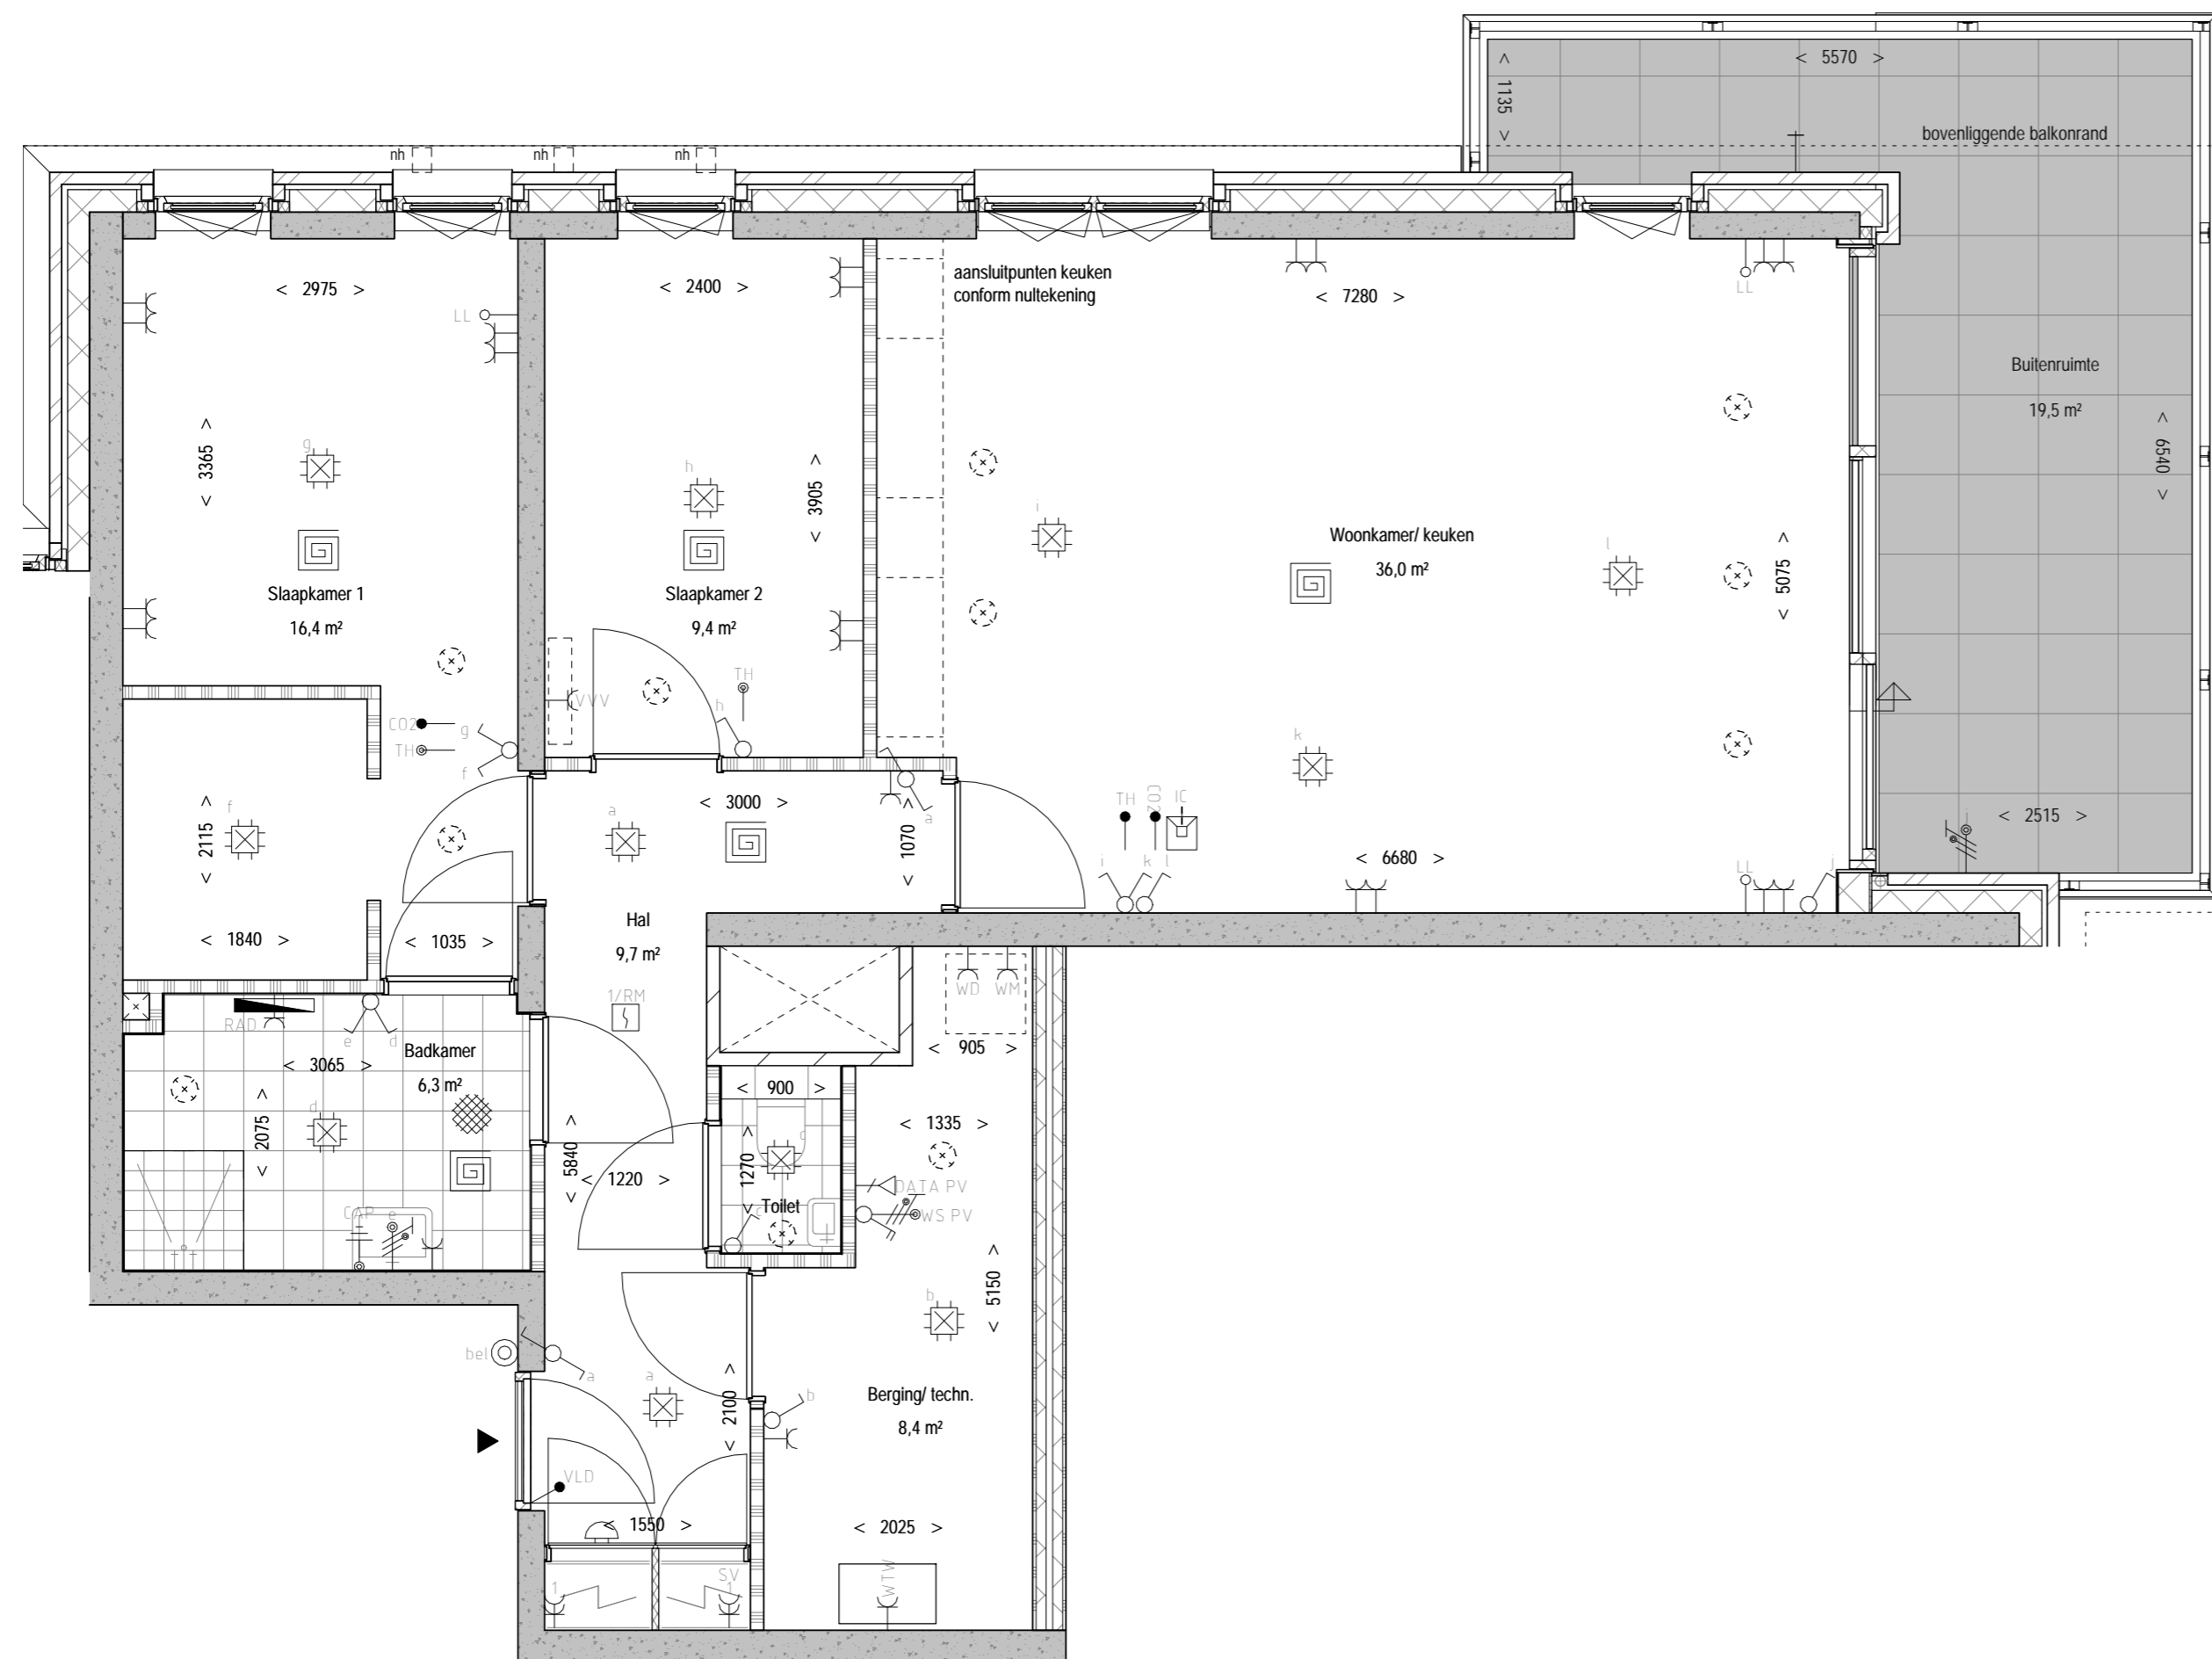 < 5570 >
< 1135 >
bovenliggende balkonrand
nh
nh
nh
aansluitpunten keuken
conform nultekening
< 2975 >
< 2400 >
< 7280 >
LL
LL
Buitenruimte
19,5 m²
< 6540 >
< 3365 >
g
h
< 3905 >
i
Woonkamer/ keuken
36,0 m²
l
< 5075 >
Slaapkamer 1
16,4 m²
Slaapkamer 2
9,4 m²
TH
VVV
h
CO2
TH
g
f
k
< 3000 >
a
< 1070 >
a
TH
CO2
IC
f
< 2115 >
i
k
l
< 6680 >
LL
j
j
< 2515 >
< 1840 >
< 1035 >
Hal
9,7 m²
1/RM
WD
WM
RAD
e
d
Badkamer
6,3 m²
< 3065 >
< 905 >
< 900 >
d
< 2075 >
< 5840 >
< 1220 >
< 1270 >
c
< 1335 >
DATA PV
Toilet
c
WS PV
CAP
e
b
< 5150 >
bel
a
a
< 2100 >
b
Berging/ techn.
8,4 m²
VLD
< 1550 >
< 2025 >
SV
1
1
WTW